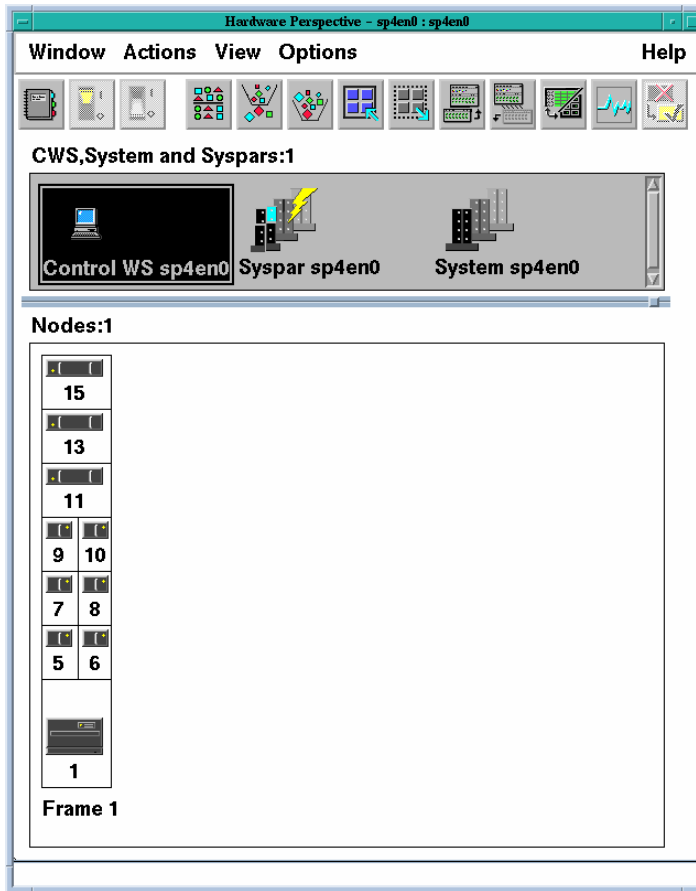 Hardware Perspective - sp4en0 : sp4en0
Window Actions View Options Help
CWS,System and Syspars:1
Control WS sp4en0 Syspar sp4en0 System sp4en0
Nodes:1
15
13
11
9 10
7 8
5 6
1
Frame 1